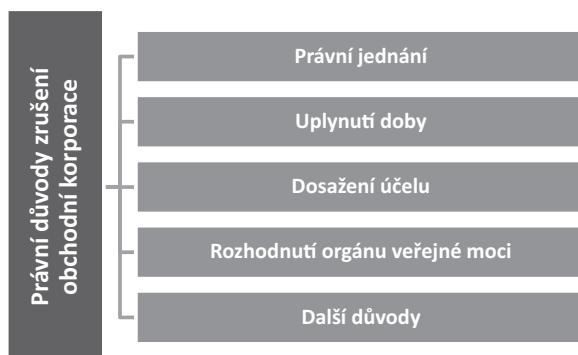 Právní důvody zrušení
obchodní korporace
Právní jednání
Uplynutí doby
Dosažení účelu
Rozhodnutí orgánu veřejné moci
Další důvody